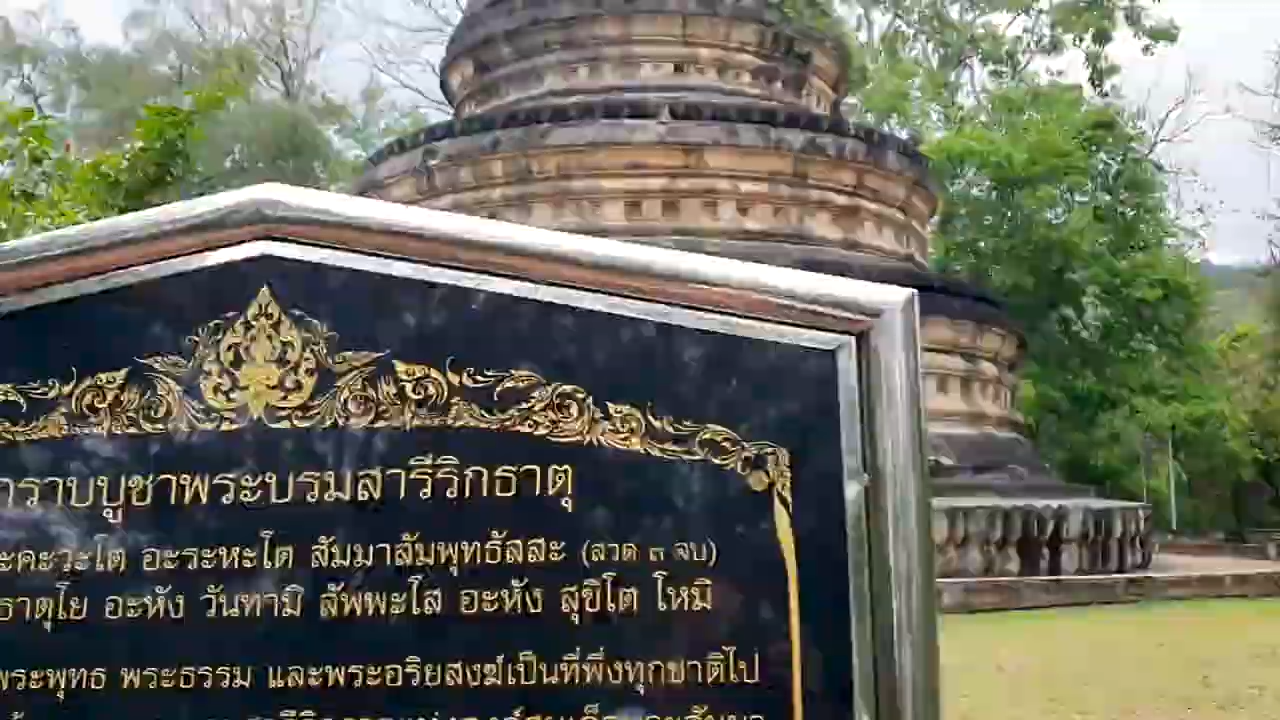 กราบบูชาพระบรมสารีริกธาตุ
ะคะวะโต อะระหะโต สัมมาสัมพุทธัสสะ (สวด ๓ จบ)
ธาตุโย อะหัง วันทามิ สัพพะโส อะหัง สุขิโต โหมิ
พระพุทธ พระธรรม และพระอริยสงฆ์เป็นที่พึ่งทุกชาติไป